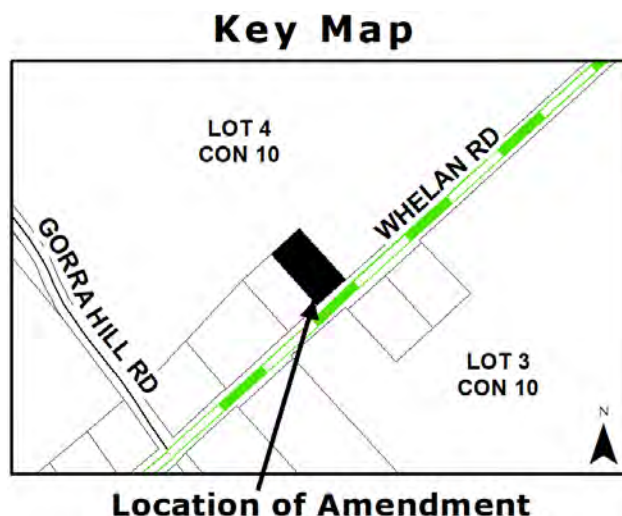 Key Map
LOT 4
CON 10
WHELAN RD
GORRA HILL RD
LOT 3
CON 10
N
Location of Amendment